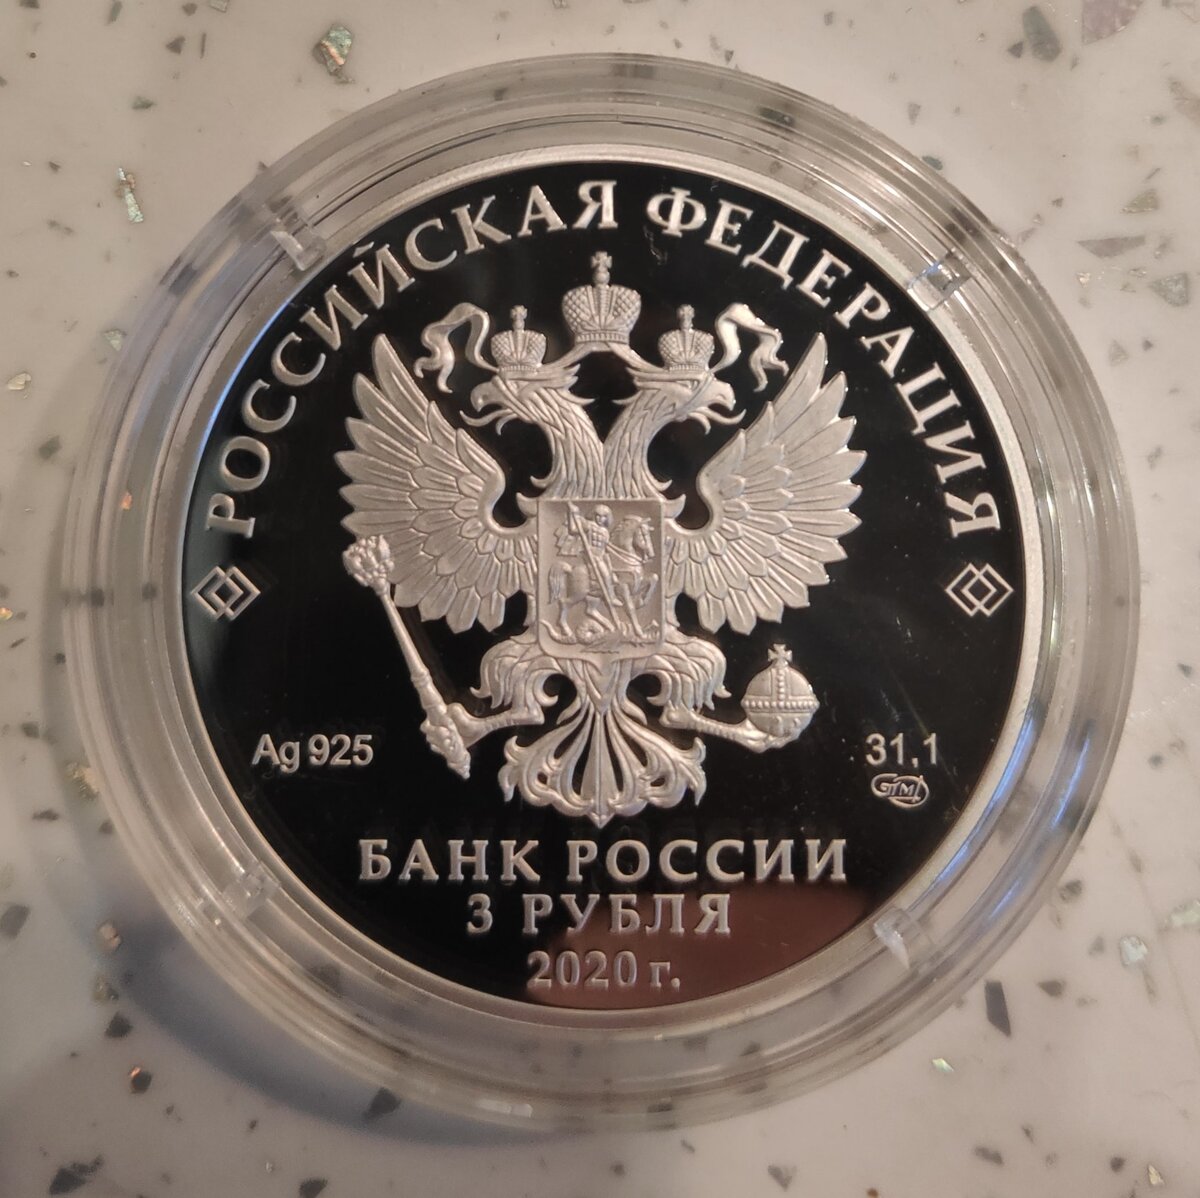 РОССИЙСКАЯ ФЕДЕРАЦИЯ
Ag 925
31,1
СПМД
БАНК РОССИИ
3 РУБЛЯ
2020 г.